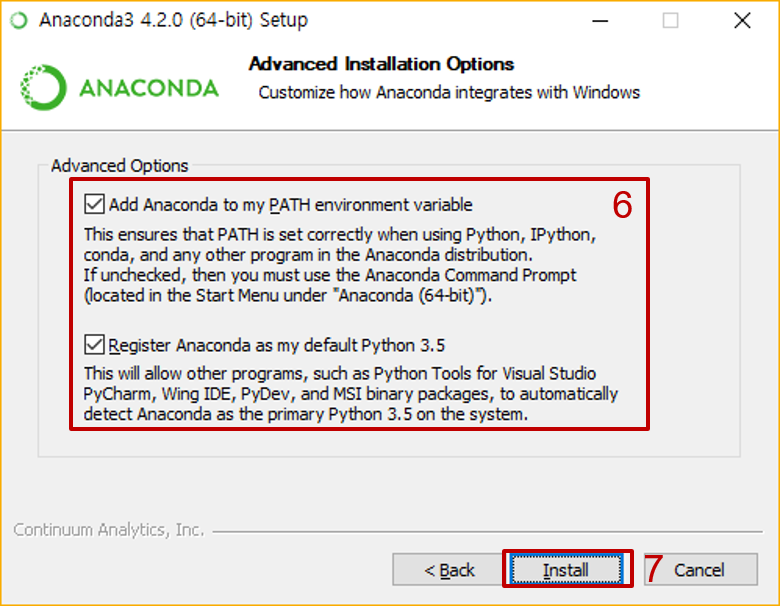 Anaconda3 4.2.0 (64-bit) Setup
ANACONDA
Advanced Installation Options
Customize how Anaconda integrates with Windows
Advanced Options
Add Anaconda to my PATH environment variable
6
This ensures that PATH is set correctly when using Python, IPython,
conda, and any other program in the Anaconda distribution.
If unchecked, then you must use the Anaconda Command Prompt
(located in the Start Menu under "Anaconda (64-bit)").
Register Anaconda as my default Python 3.5
This will allow other programs, such as Python Tools for Visual Studio
PyCharm, Wing IDE, PyDev, and MSI binary packages, to automatically
detect Anaconda as the primary Python 3.5 on the system.
Continuum Analytics, Inc.
< Back
Install
7
Cancel